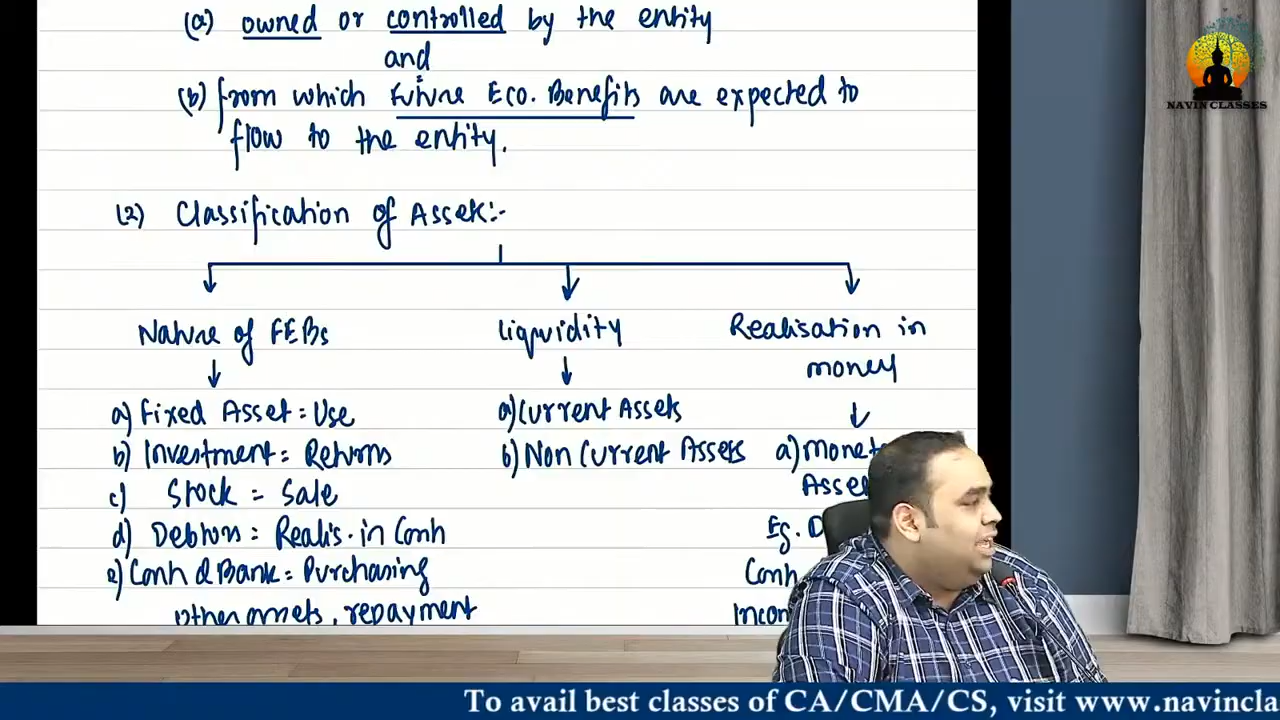 (a) owned or controlled by the entity
and
(b) from which Future Eco. Benefits are expected to
flow to the entity.
(2) Classification of Assets:-
Nature of FEBs
a) Fixed Asset = Use
b) Investment = Returns
c) Stock = Sale
d) Debtors = Realis. in Cash
e) Cash & Bank = Purchasing
other assets, repayment
Liquidity
a) Current Assets
b) Non Current Assets
Realisation in
money
a) Monet
Asse
Eg. D
Cash
Incom
NAVIN CLASSES
To avail best classes of CA/CMA/CS, visit www.navincla